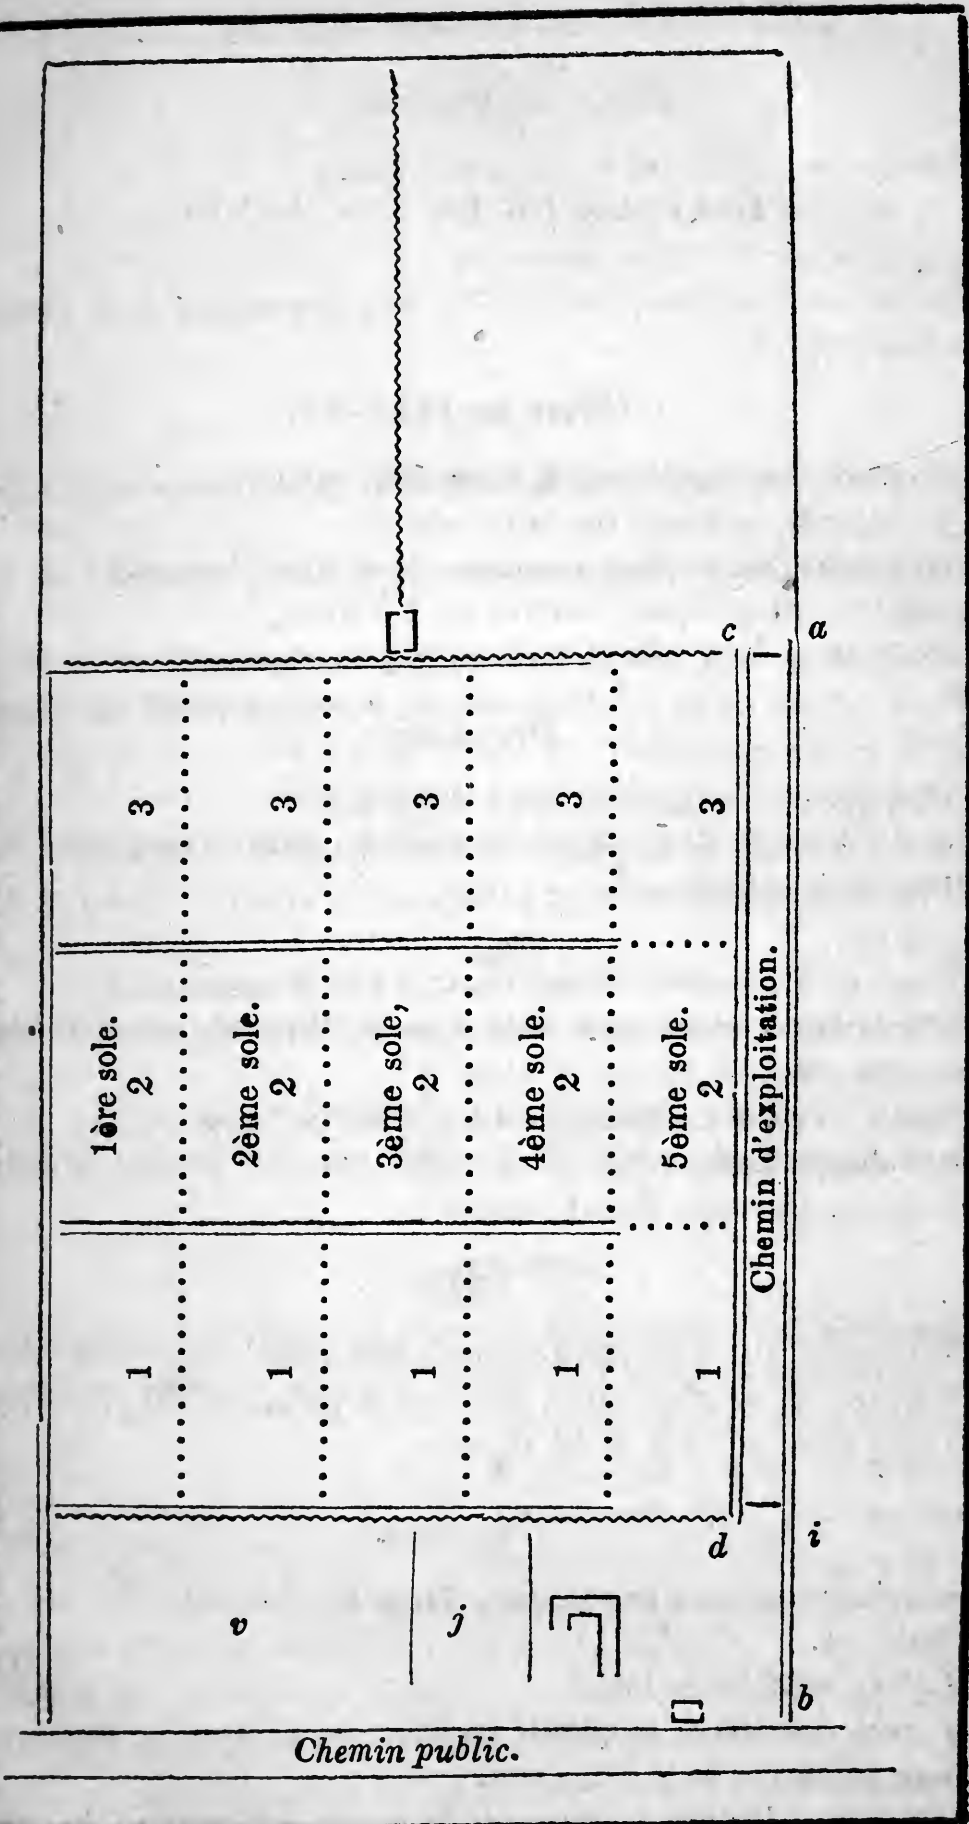 c
a
3
3
3
3
3
1ère sole.
2
2ème sole.
2
3ème sole,
2
4ème sole.
2
5ème sole.
2
Chemin d'exploitation.
1
1
1
1
1
d
i
v
j
b
Chemin public.